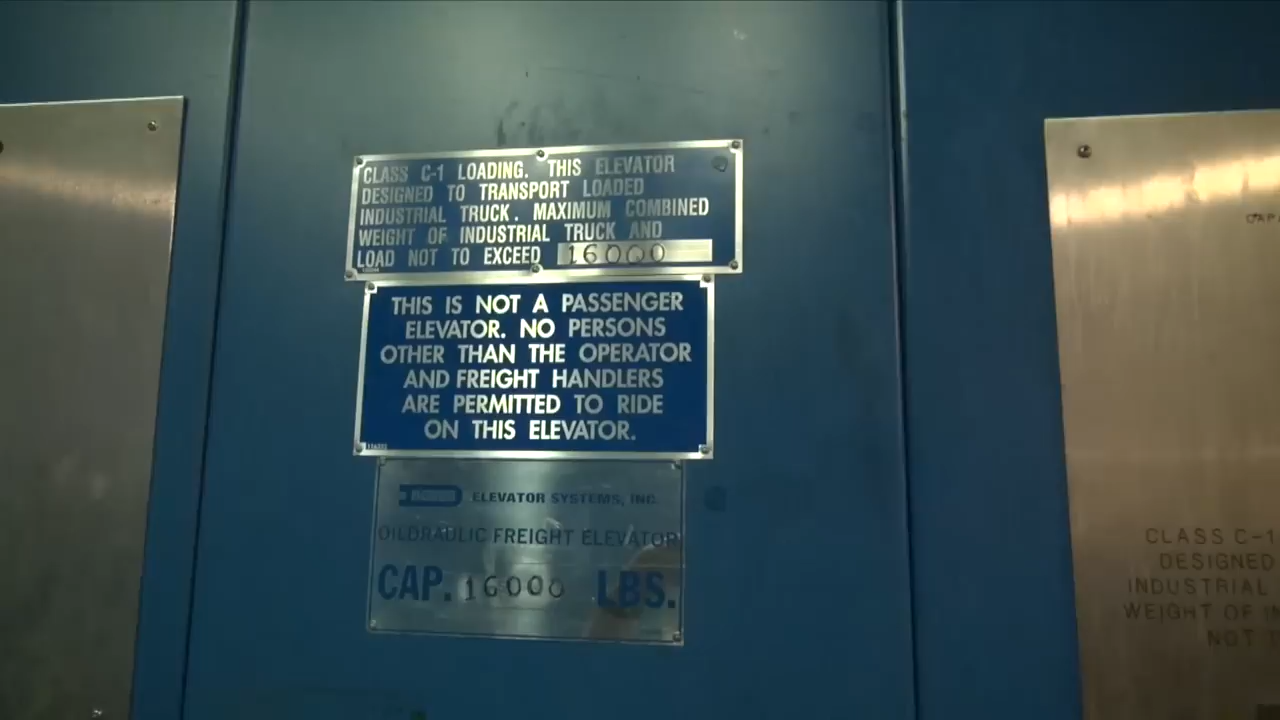 CLASS C-1 LOADING. THIS ELEVATOR
DESIGNED TO TRANSPORT LOADED
INDUSTRIAL TRUCK. MAXIMUM COMBINED
WEIGHT OF INDUSTRIAL TRUCK AND
LOAD NOT TO EXCEED 16000
THIS IS NOT A PASSENGER
ELEVATOR. NO PERSONS
OTHER THAN THE OPERATOR
AND FREIGHT HANDLERS
ARE PERMITTED TO RIDE
ON THIS ELEVATOR.
ELEVATOR SYSTEMS, INC.
OILDRAULIC FREIGHT ELEVATOR
CAP. 16000 LBS.
CAP
CLASS C-1
DESIGNED
INDUSTRIAL
WEIGHT OF
NOT